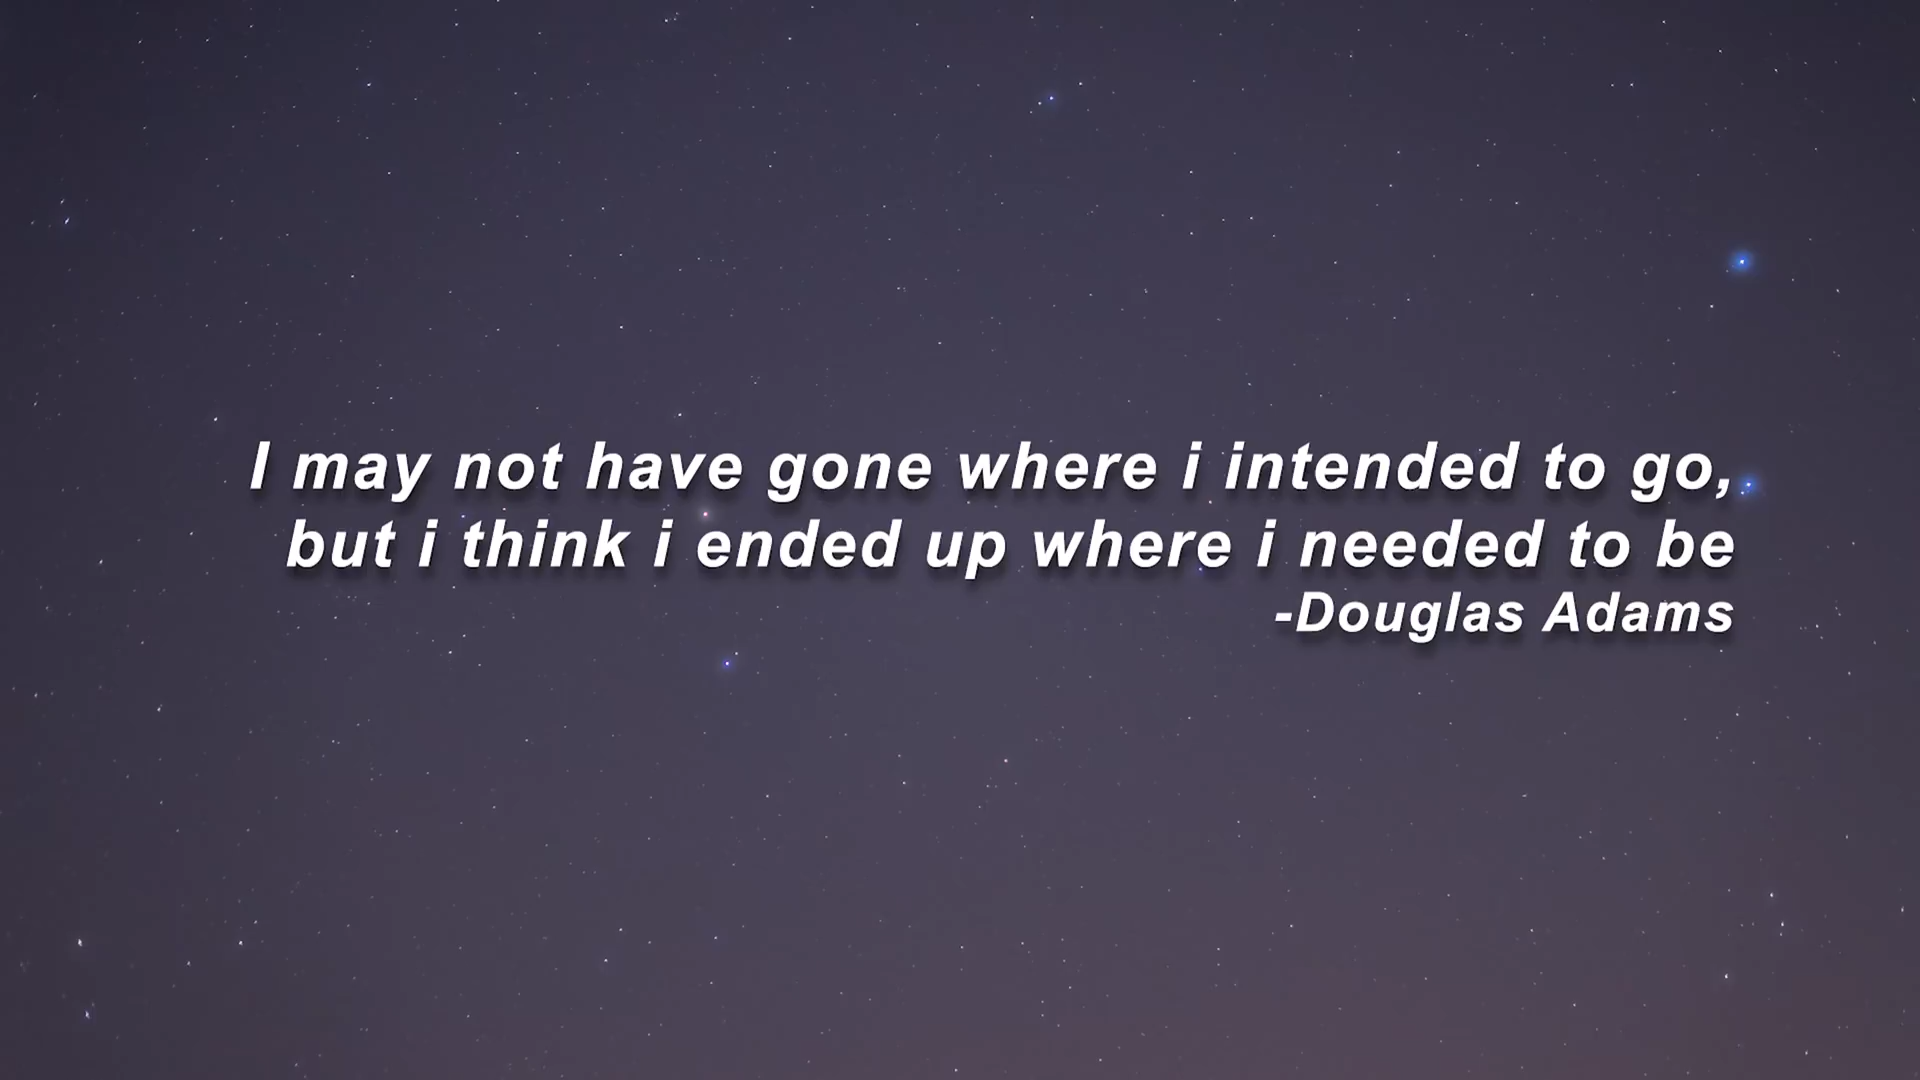 I may not have gone where i intended to go,
but i think i ended up where i needed to be
-Douglas Adams